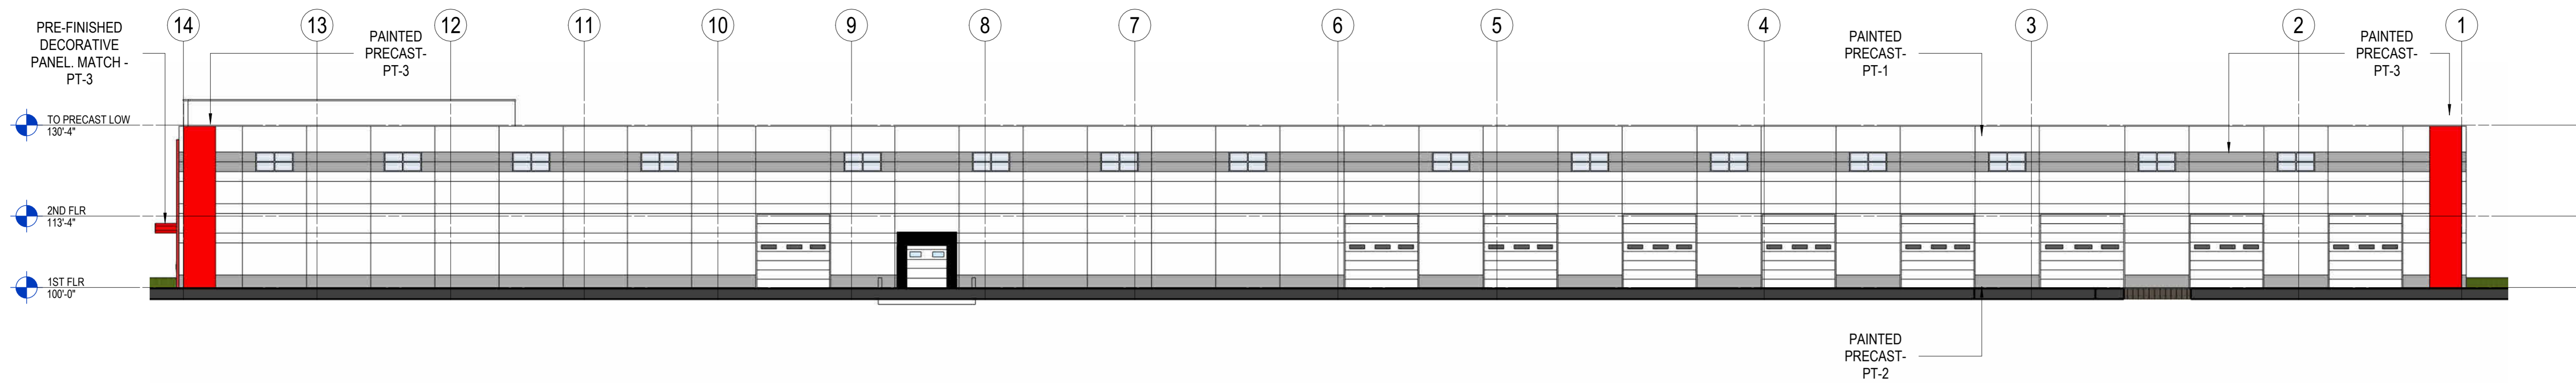 PRE-FINISHED
DECORATIVE
PANEL. MATCH -
PT-3
14
PAINTED
PRECAST-
PT-3
13
12
11
10
9
8
7
6
5
4
PAINTED
PRECAST-
PT-1
3
2
PAINTED
PRECAST-
PT-3
1
TO PRECAST LOW
130'-4"
2ND FLR
113'-4"
1ST FLR
100'-0"
PAINTED
PRECAST-
PT-2